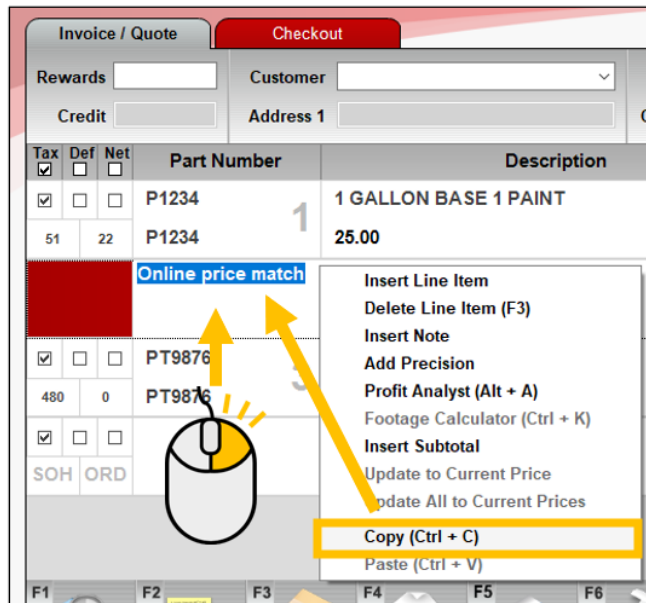 Invoice / Quote
Checkout
Rewards
Customer
Credit
Address 1
Tax Def Net
Part Number
Description
P1234
1
1 GALLON BASE 1 PAINT
51
22
P1234
25.00
Online price match
Insert Line Item
Delete Line Item (F3)
Insert Note
Add Precision
Profit Analyst (Alt + A)
Footage Calculator (Ctrl + K)
Insert Subtotal
Update to Current Price
Update All to Current Prices
Copy (Ctrl + C)
Paste (Ctrl + V)
PT9876
480
0
PT9876
SOH ORD
F1
F2
F3
F4
F5
F6